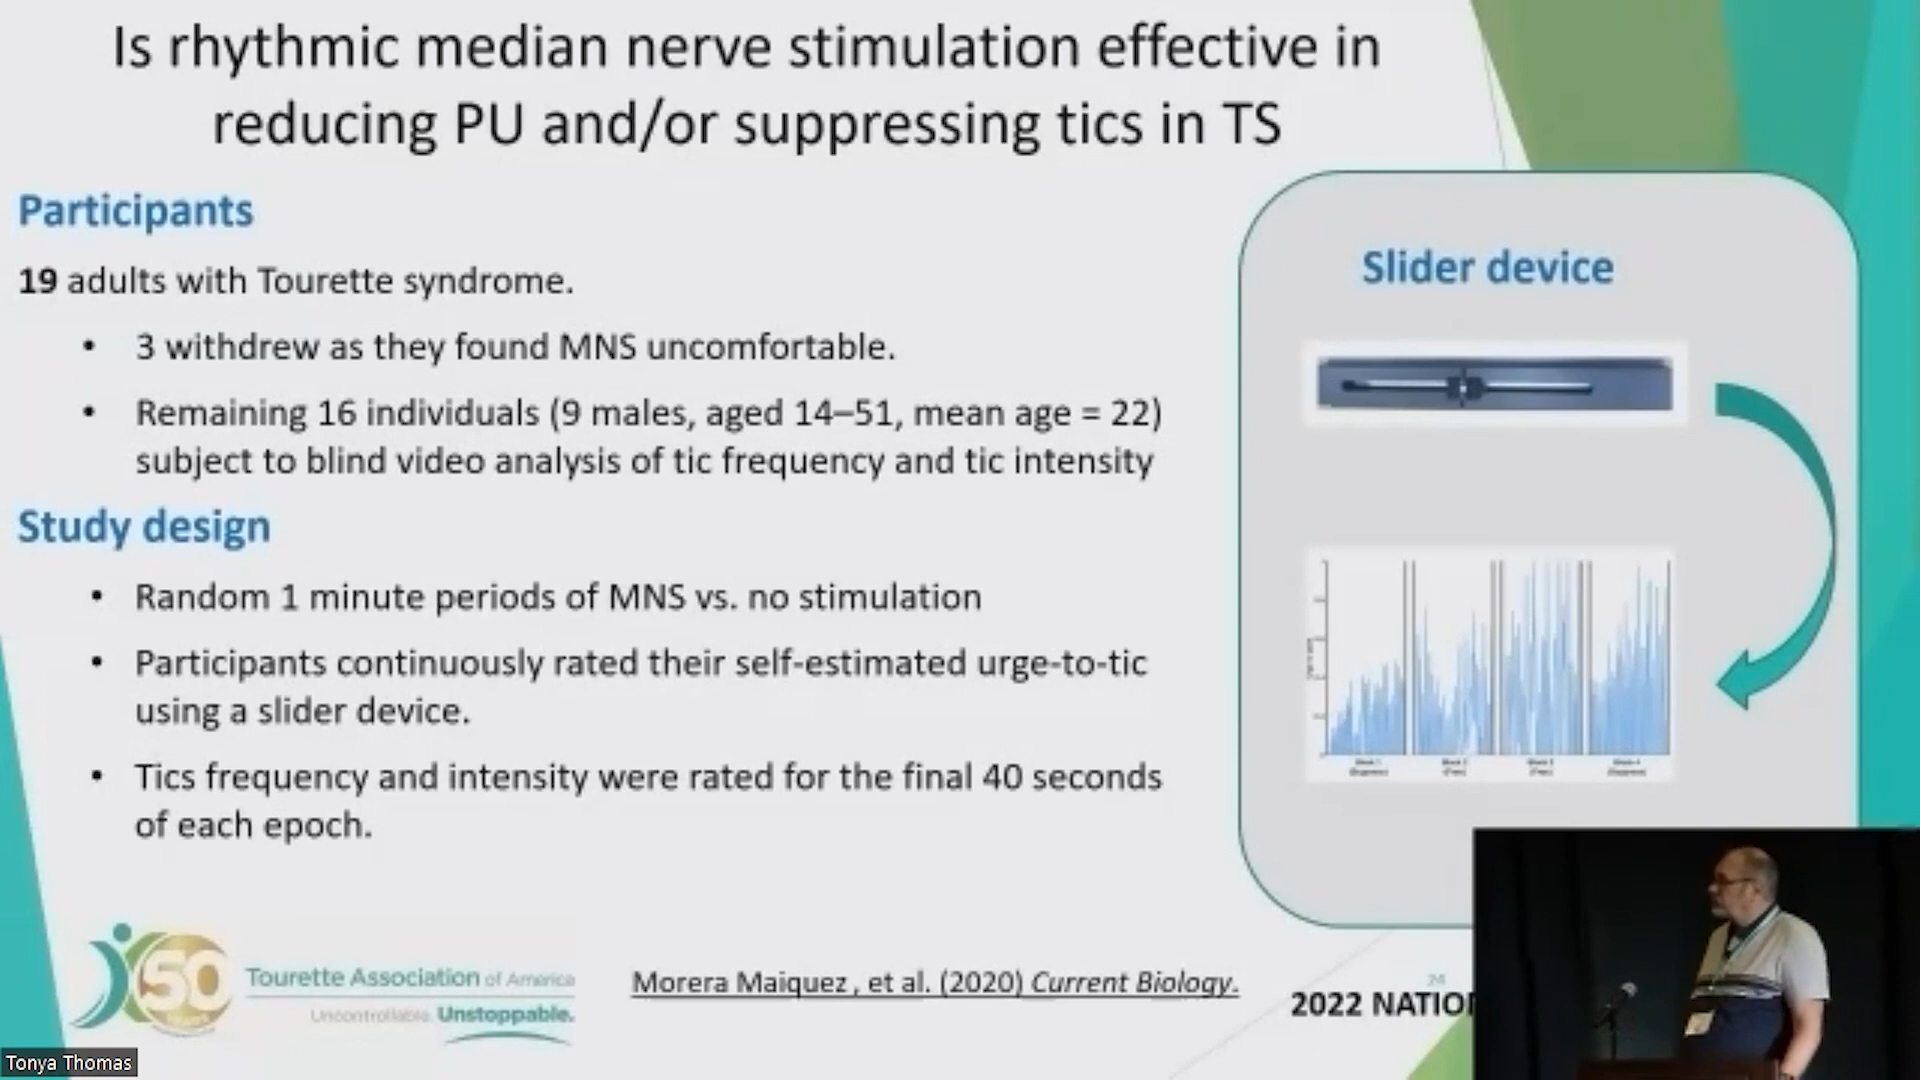 Is rhythmic median nerve stimulation effective in
reducing PU and/or suppressing tics in TS
Participants
19 adults with Tourette syndrome.
• 3 withdrew as they found MNS uncomfortable.
• Remaining 16 individuals (9 males, aged 14–51, mean age = 22)
subject to blind video analysis of tic frequency and tic intensity
Study design
• Random 1 minute periods of MNS vs. no stimulation
• Participants continuously rated their self-estimated urge-to-tic
using a slider device.
• Tics frequency and intensity were rated for the final 40 seconds
of each epoch.
Slider device
50
Tourette Association of America
Uncontrollable. Unstoppable.
Morera Maiquez , et al. (2020) Current Biology.
24
2022 NATION
Tonya Thomas